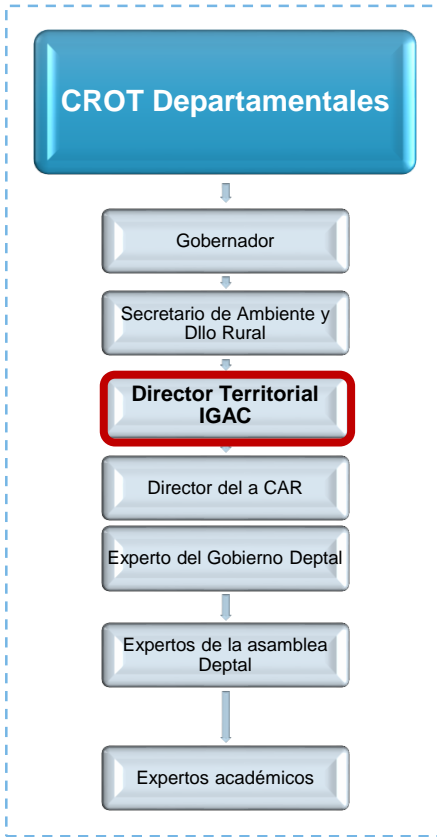 CROT Departamentales
Gobernador
Secretario de Ambiente y
Dllo Rural
Director Territorial
IGAC
Director del a CAR
Experto del Gobierno Deptal
Expertos de la asamblea
Deptal
Expertos académicos